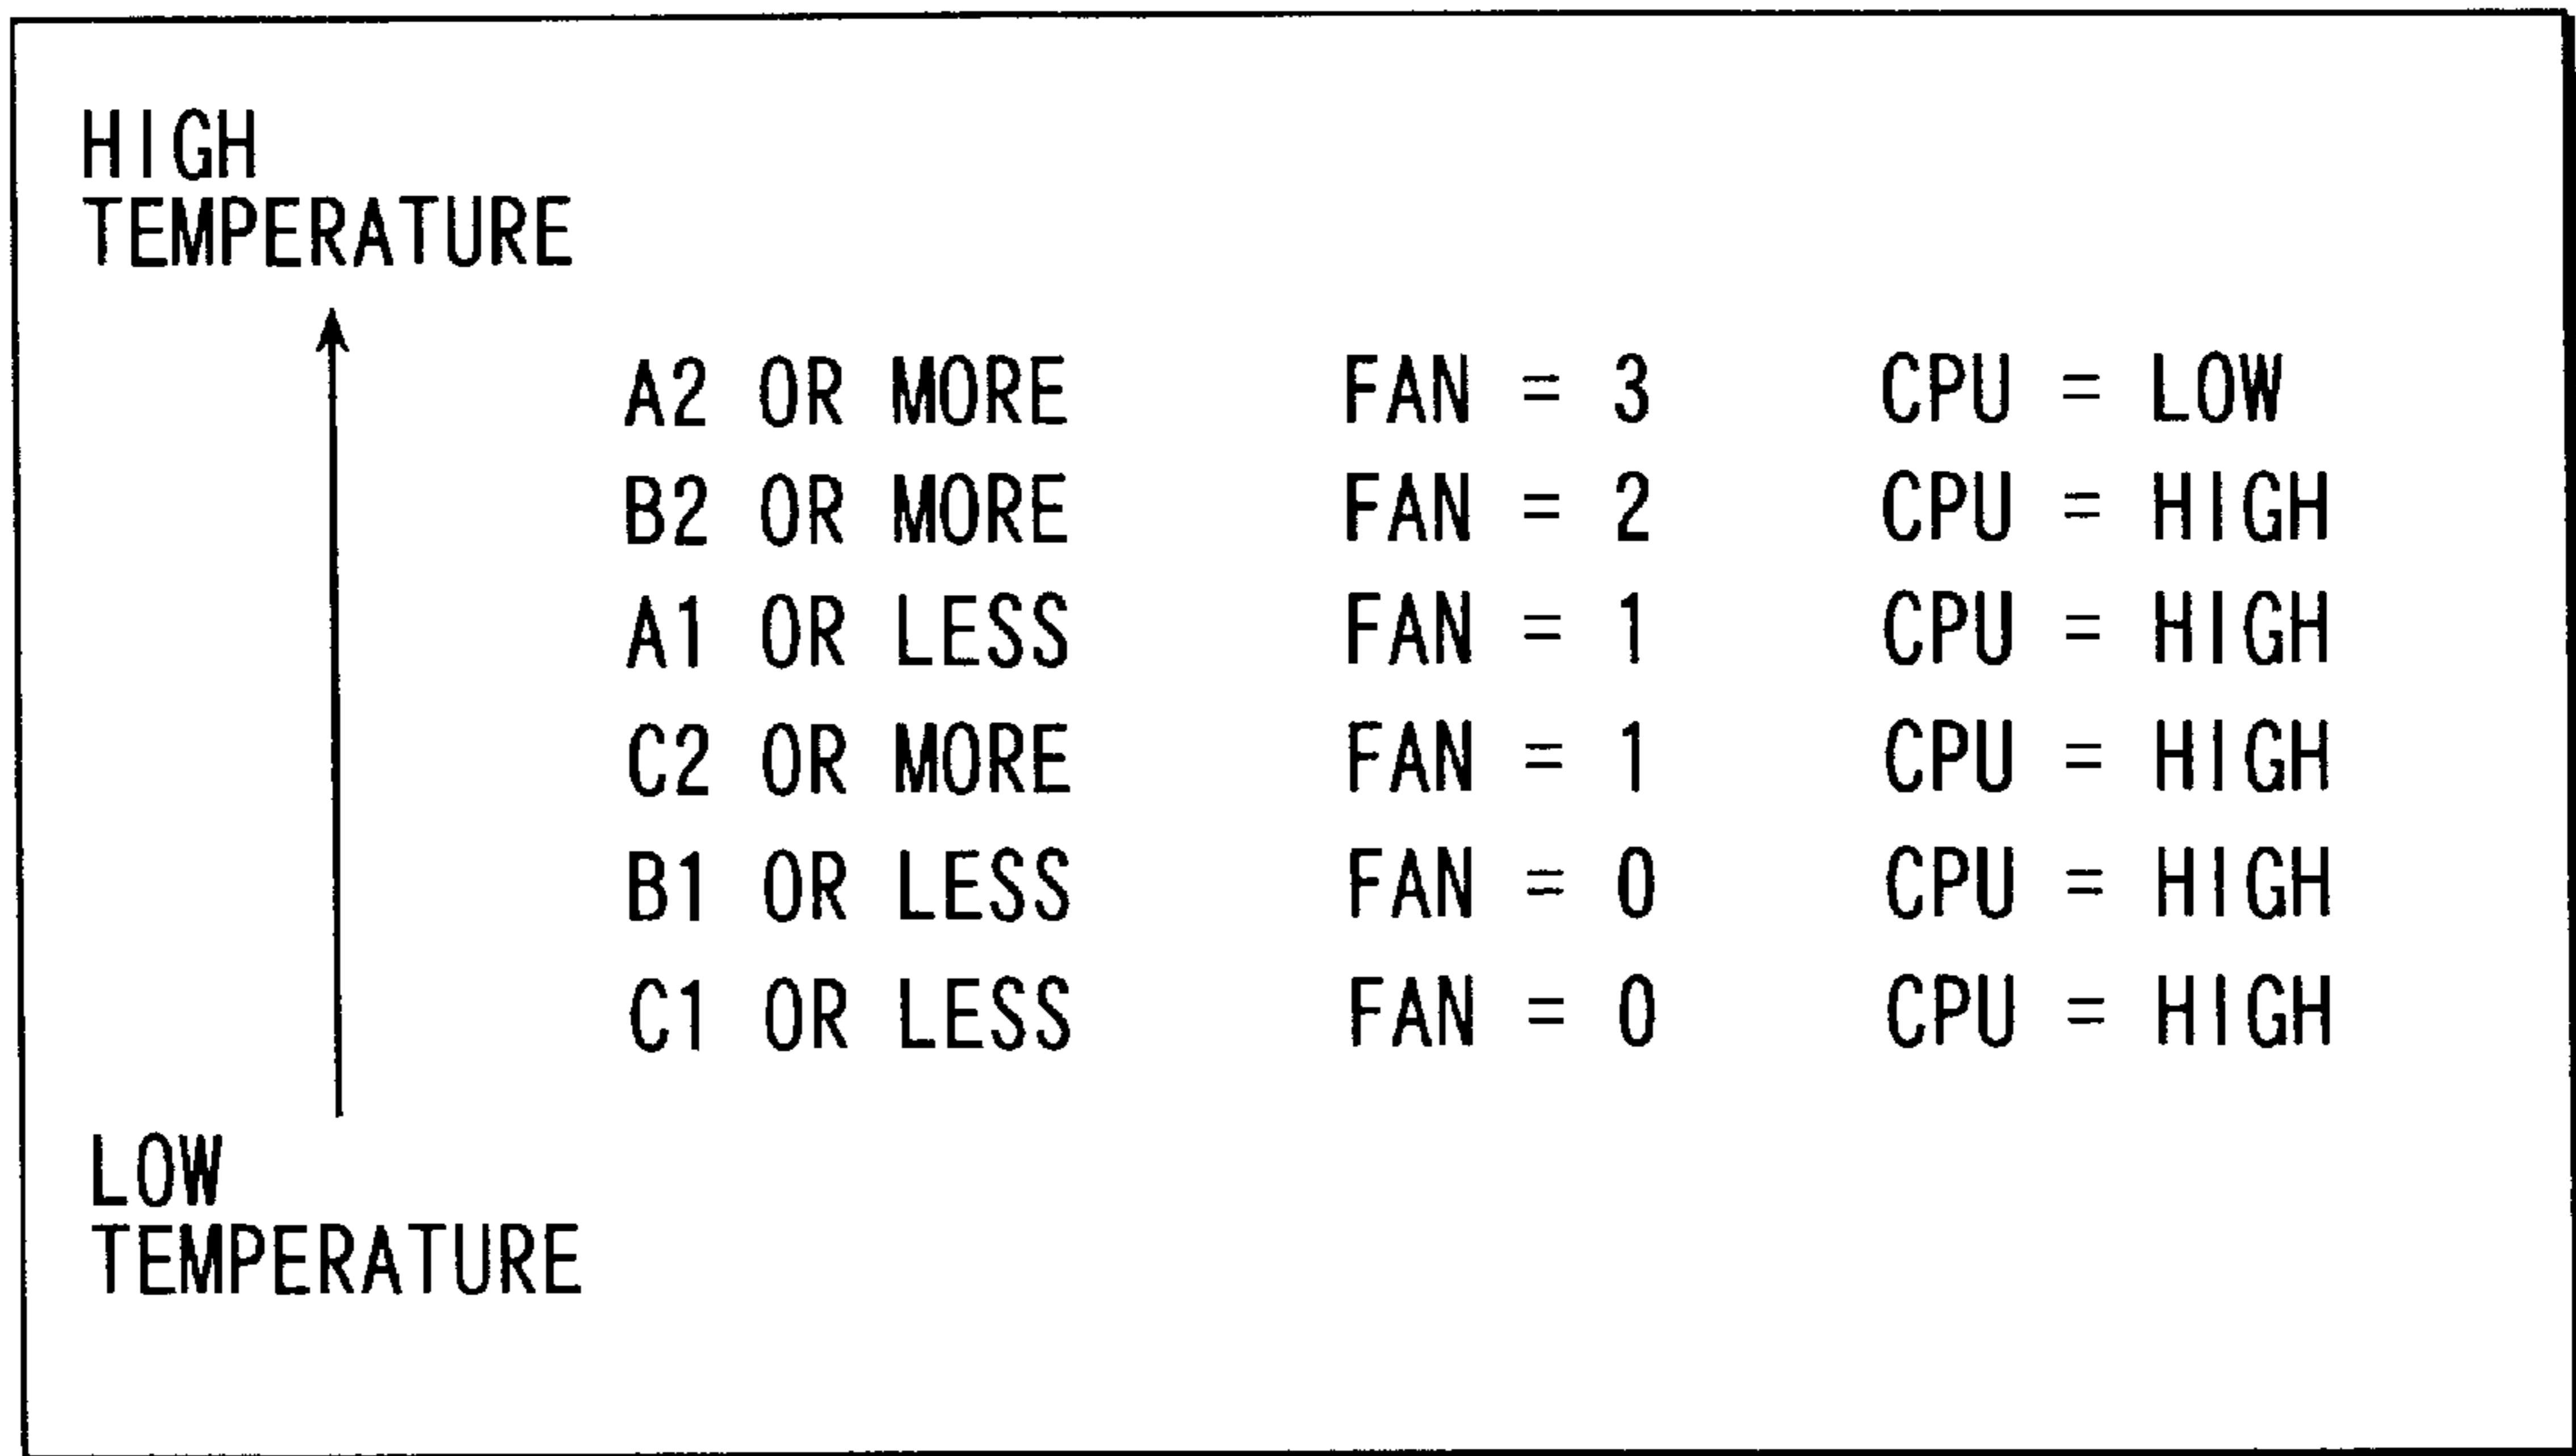 HIGH
TEMPERATURE
A2 OR MORE FAN = 3 CPU = LOW
B2 OR MORE FAN = 2 CPU = HIGH
A1 OR LESS FAN = 1 CPU = HIGH
C2 OR MORE FAN = 1 CPU = HIGH
B1 OR LESS FAN = 0 CPU = HIGH
C1 OR LESS FAN = 0 CPU = HIGH
LOW
TEMPERATURE